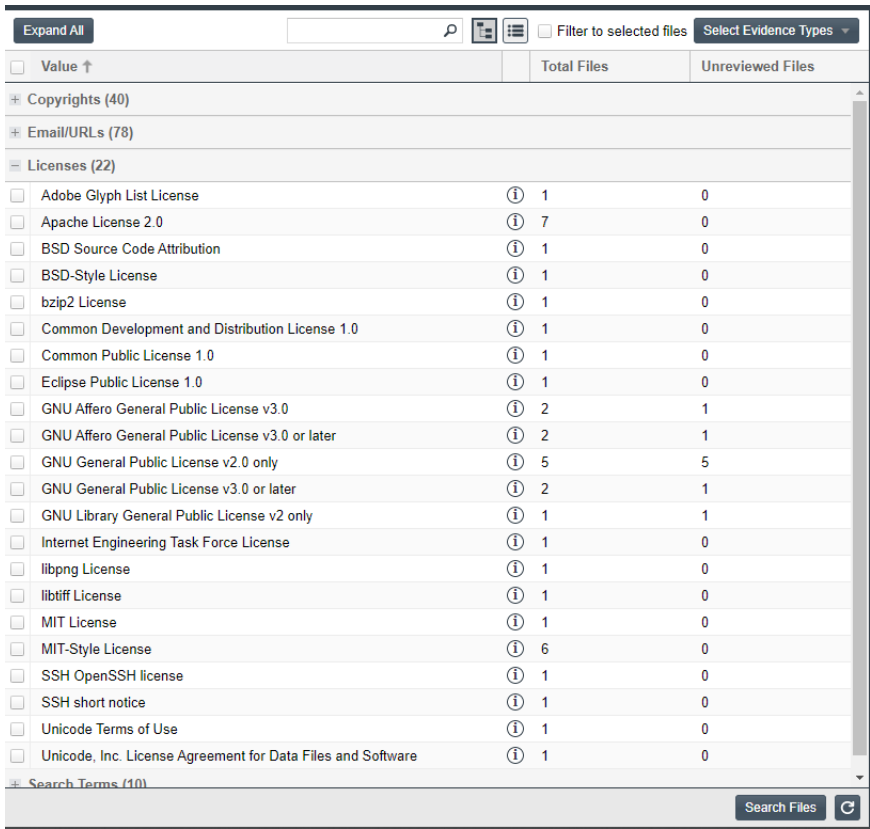 Expand All
Filter to selected files
Select Evidence Types
Value ↑ Total Files Unreviewed Files
Copyrights (40)
Email/URLs (78)
Licenses (22)
Adobe Glyph List License 1 0
Apache License 2.0 7 0
BSD Source Code Attribution 1 0
BSD-Style License 1 0
bzip2 License 1 0
Common Development and Distribution License 1.0 1 0
Common Public License 1.0 1 0
Eclipse Public License 1.0 1 0
GNU Affero General Public License v3.0 2 1
GNU Affero General Public License v3.0 or later 2 1
GNU General Public License v2.0 only 5 5
GNU General Public License v3.0 or later 2 1
GNU Library General Public License v2 only 1 1
Internet Engineering Task Force License 1 0
libpng License 1 0
libtiff License 1 0
MIT License 1 0
MIT-Style License 6 0
SSH OpenSSH license 1 0
SSH short notice 1 0
Unicode Terms of Use 1 0
Unicode, Inc. License Agreement for Data Files and Software 1 0
Search Terms (10)
Search Files